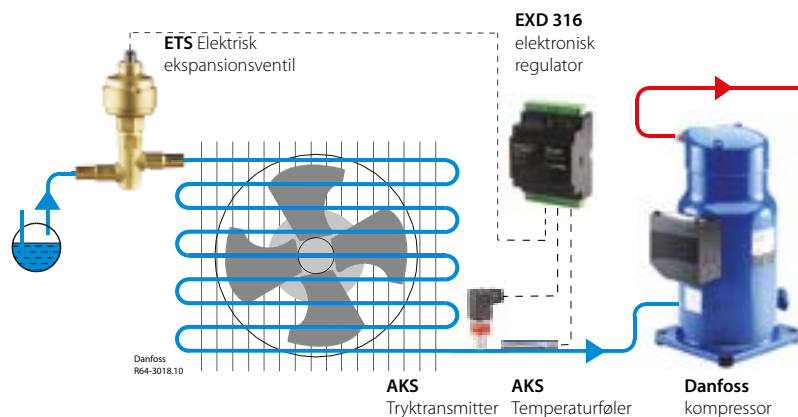 EXD 316
elektronisk
regulator
ETS Elektrisk
ekspansionsventil
Danfoss
R64-3018.10
AKS
Tryktransmitter
AKS
Temperaturføler
Danfoss
kompressor